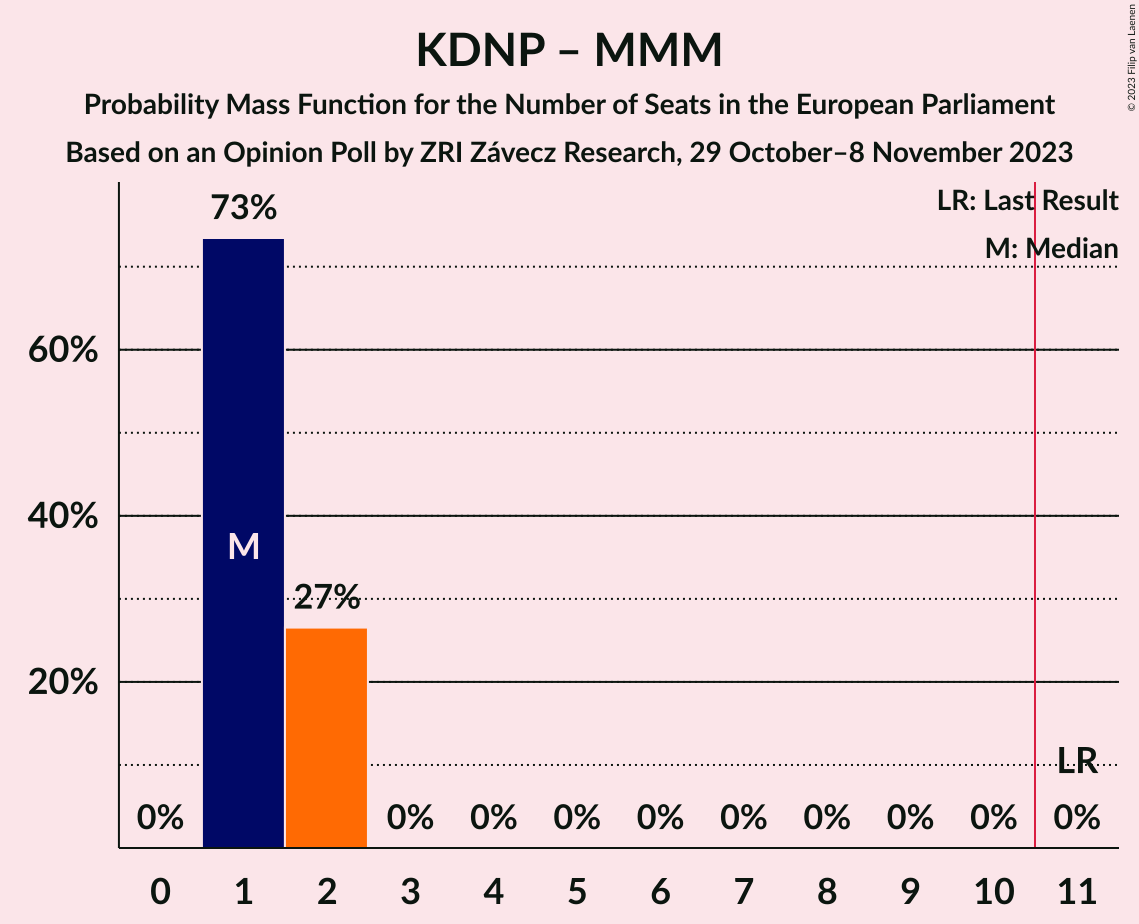 KDNP – MMM
Probability Mass Function for the Number of Seats in the European Parliament
Based on an Opinion Poll by ZRI Závecz Research, 29 October–8 November 2023
© 2023 Filip van Laenen
LR: Last Result
M: Median
73%
60%
40%
M
27%
20%
LR
0% 0% 0% 0% 0% 0% 0% 0% 0% 0%
0 1 2 3 4 5 6 7 8 9 10 11